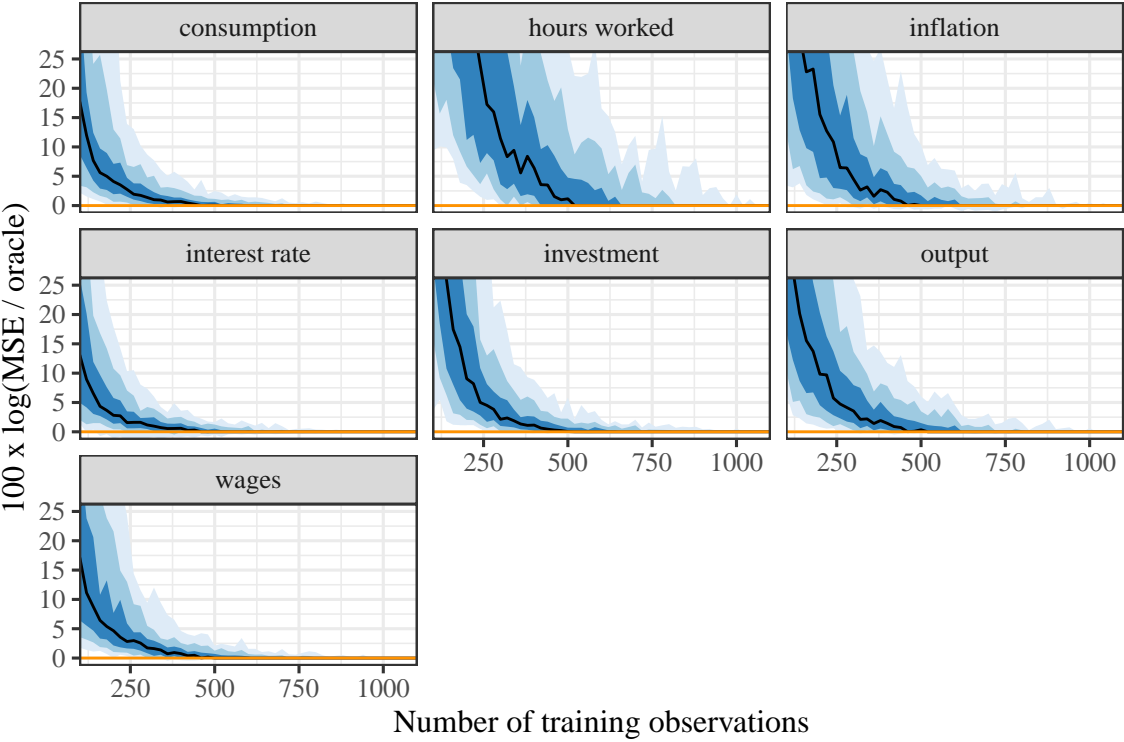 consumption
hours worked
inflation
25
20
15
10
5
0
interest rate
investment
output
25
20
15
10
5
0
250 500 750 1000
250 500 750 1000
wages
25
20
15
10
5
0
250 500 750 1000
100 x log(MSE / oracle)
Number of training observations